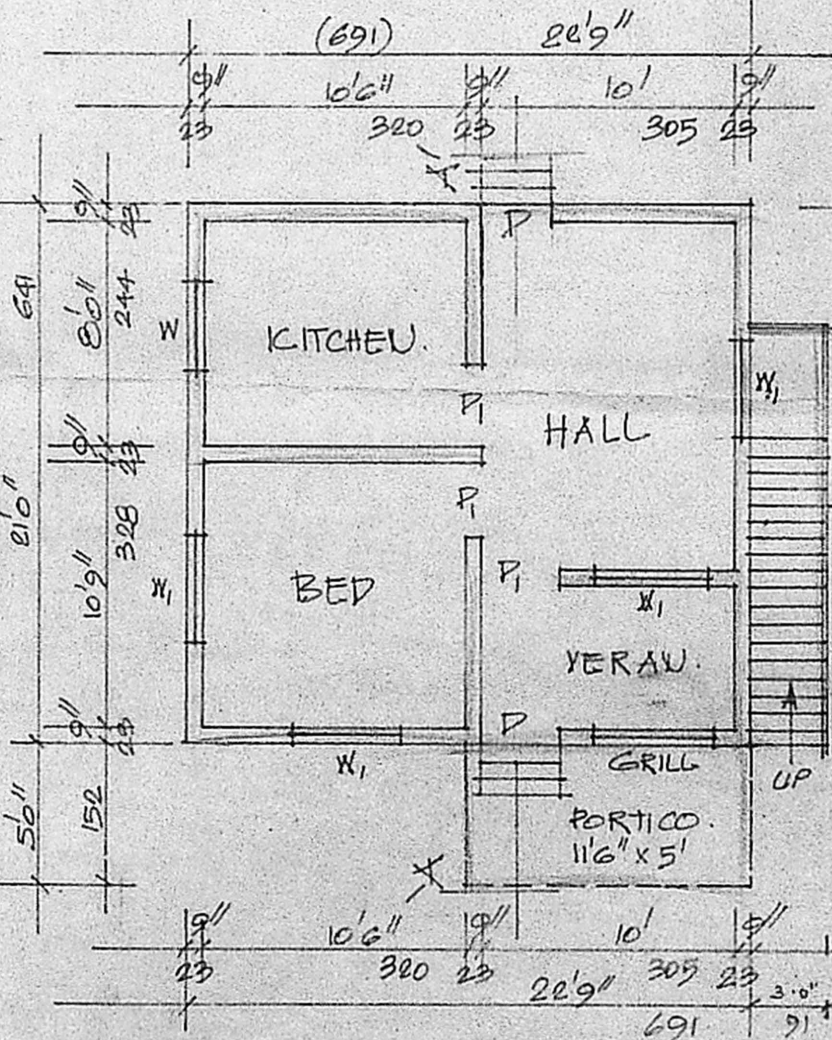 (691) 22'9"
9" 10'6" 9" 10' 9"
23 320 23 305 23
A
9" 23
D
641 8'0" 244
W KITCHEN.
W1
D1
HALL
9" 23
21'0" 10'9" 328
D1
W1 BED D1
W1
VERAN.
9" 23
D
W1 GRILL UP
5'0" 152
PORTICO.
11'6" x 5'
A
9" 10'6" 9" 10' 9"
23 320 23 305 23 3'0"
22'9"
691 91